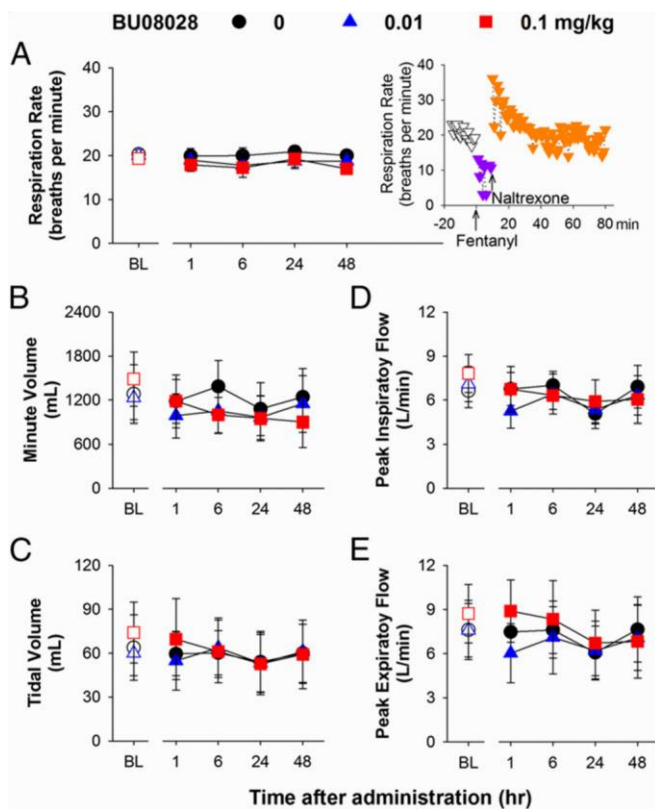 BU08028 0 0.01 0.1 mg/kg
A
Respiration Rate
(breaths per minute)
40
30
20
10
0
BL 1 6 24 48
Respiration Rate
(breaths per minute)
40
30
20
10
0
Naltrexone
-20 0 20 40 60 80 min
Fentanyl
B
Minute Volume
(mL)
2400
1800
1200
600
0
BL 1 6 24 48
D
Peak Inspiratoy Flow
(L/min)
12
9
6
3
0
BL 1 6 24 48
C
Tidal Volume
(mL)
120
90
60
30
0
BL 1 6 24 48
E
Peak Expiratoy Flow
(L/min)
12
9
6
3
0
BL 1 6 24 48
Time after administration (hr)